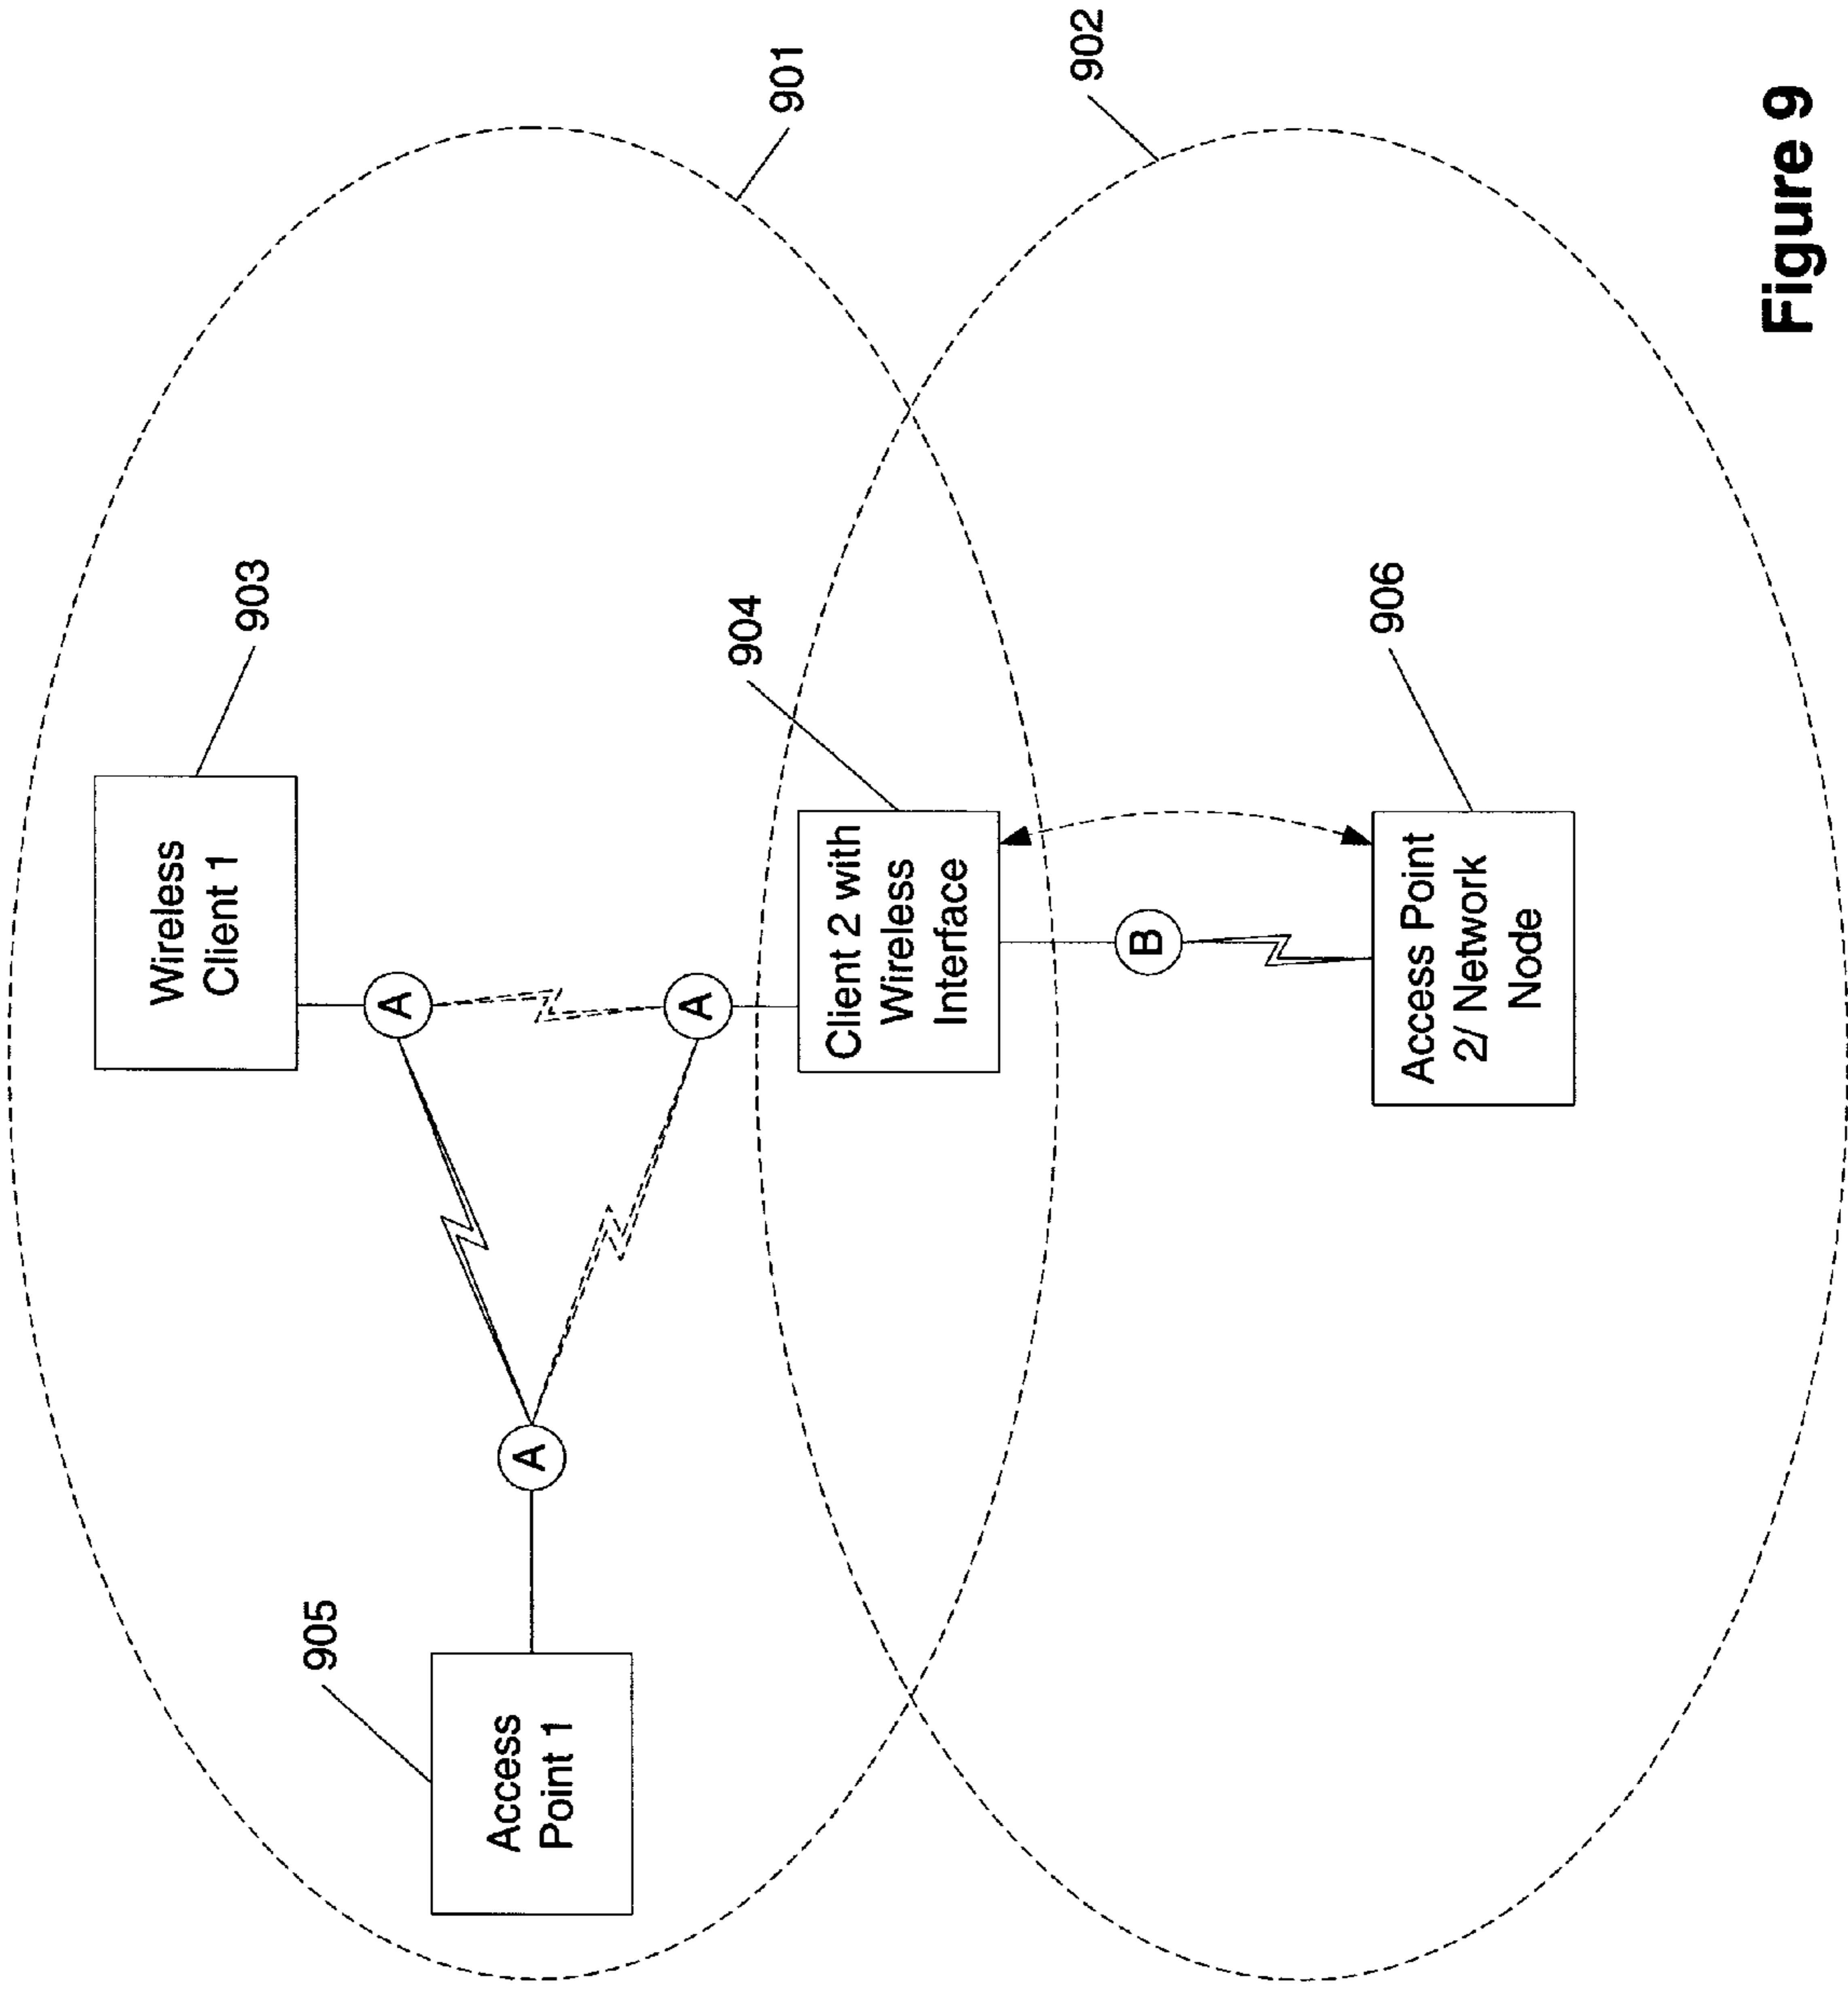 Wireless
Client 1
903
905
A
Access
Point 1
A
A
904
901
Client 2 with
Wireless
Interface
902
B
906
Access Point
2/ Network
Node
Figure 9